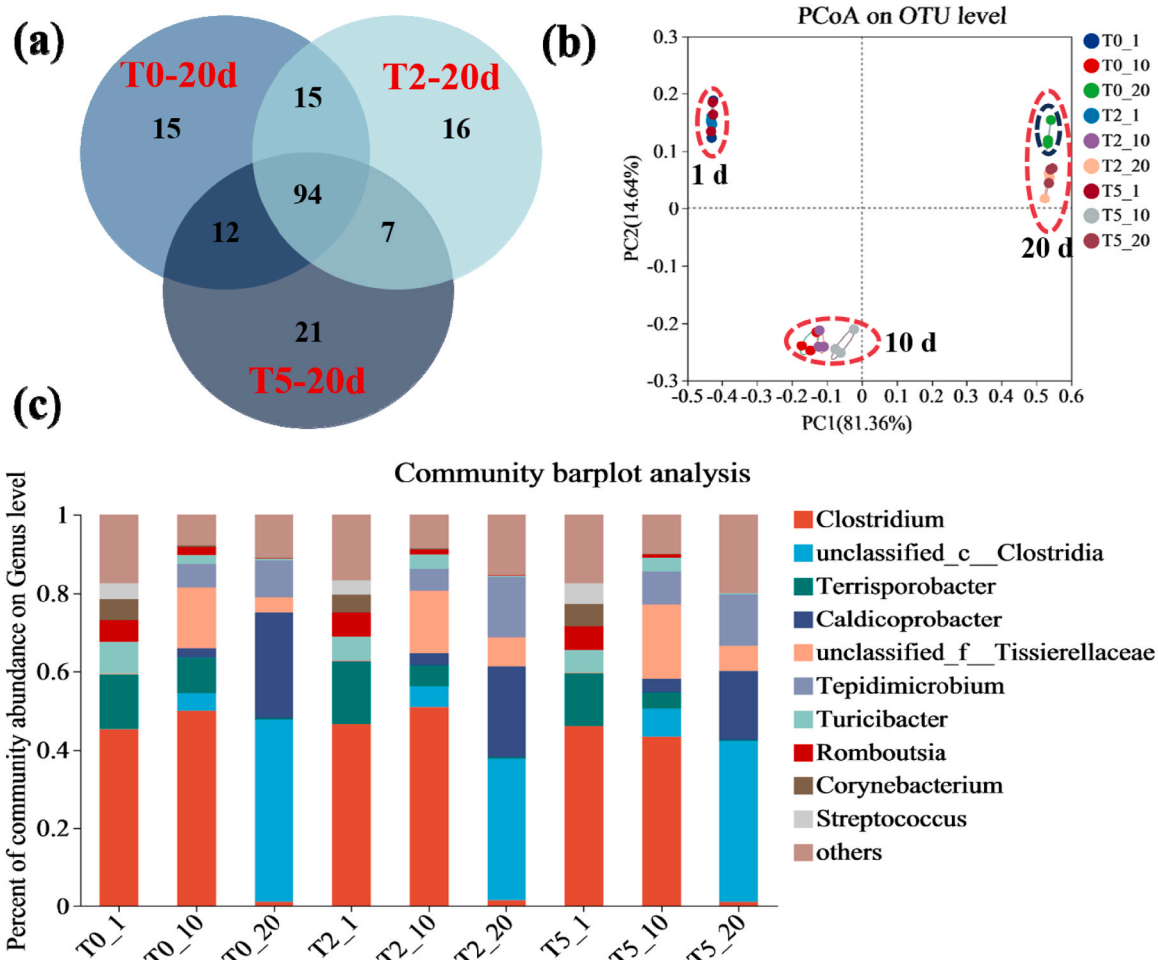 (a)
T0-20d
T2-20d
15
15
16
94
12
7
21
T5-20d
(b)
PCoA on OTU level
PC2(14.64%)
0.3
0.2
0.1
0
-0.1
-0.2
-0.3
-0.5 -0.4 -0.3 -0.2 -0.1 0 0.1 0.2 0.3 0.4 0.5 0.6
PC1(81.36%)
1 d
10 d
20 d
T0_1
T0_10
T0_20
T2_1
T2_10
T2_20
T5_1
T5_10
T5_20
(c)
Community barplot analysis
Percent of community abundance on Genus level
1
0.8
0.6
0.4
0.2
0
T0_1
T0_10
T0_20
T2_1
T2_10
T2_20
T5_1
T5_10
T5_20
Clostridium
unclassified_c__Clostridia
Terrisporobacter
Caldicoprobacter
unclassified_f__Tissierellaceae
Tepidimicrobium
Turicibacter
Romboutsia
Corynebacterium
Streptococcus
others